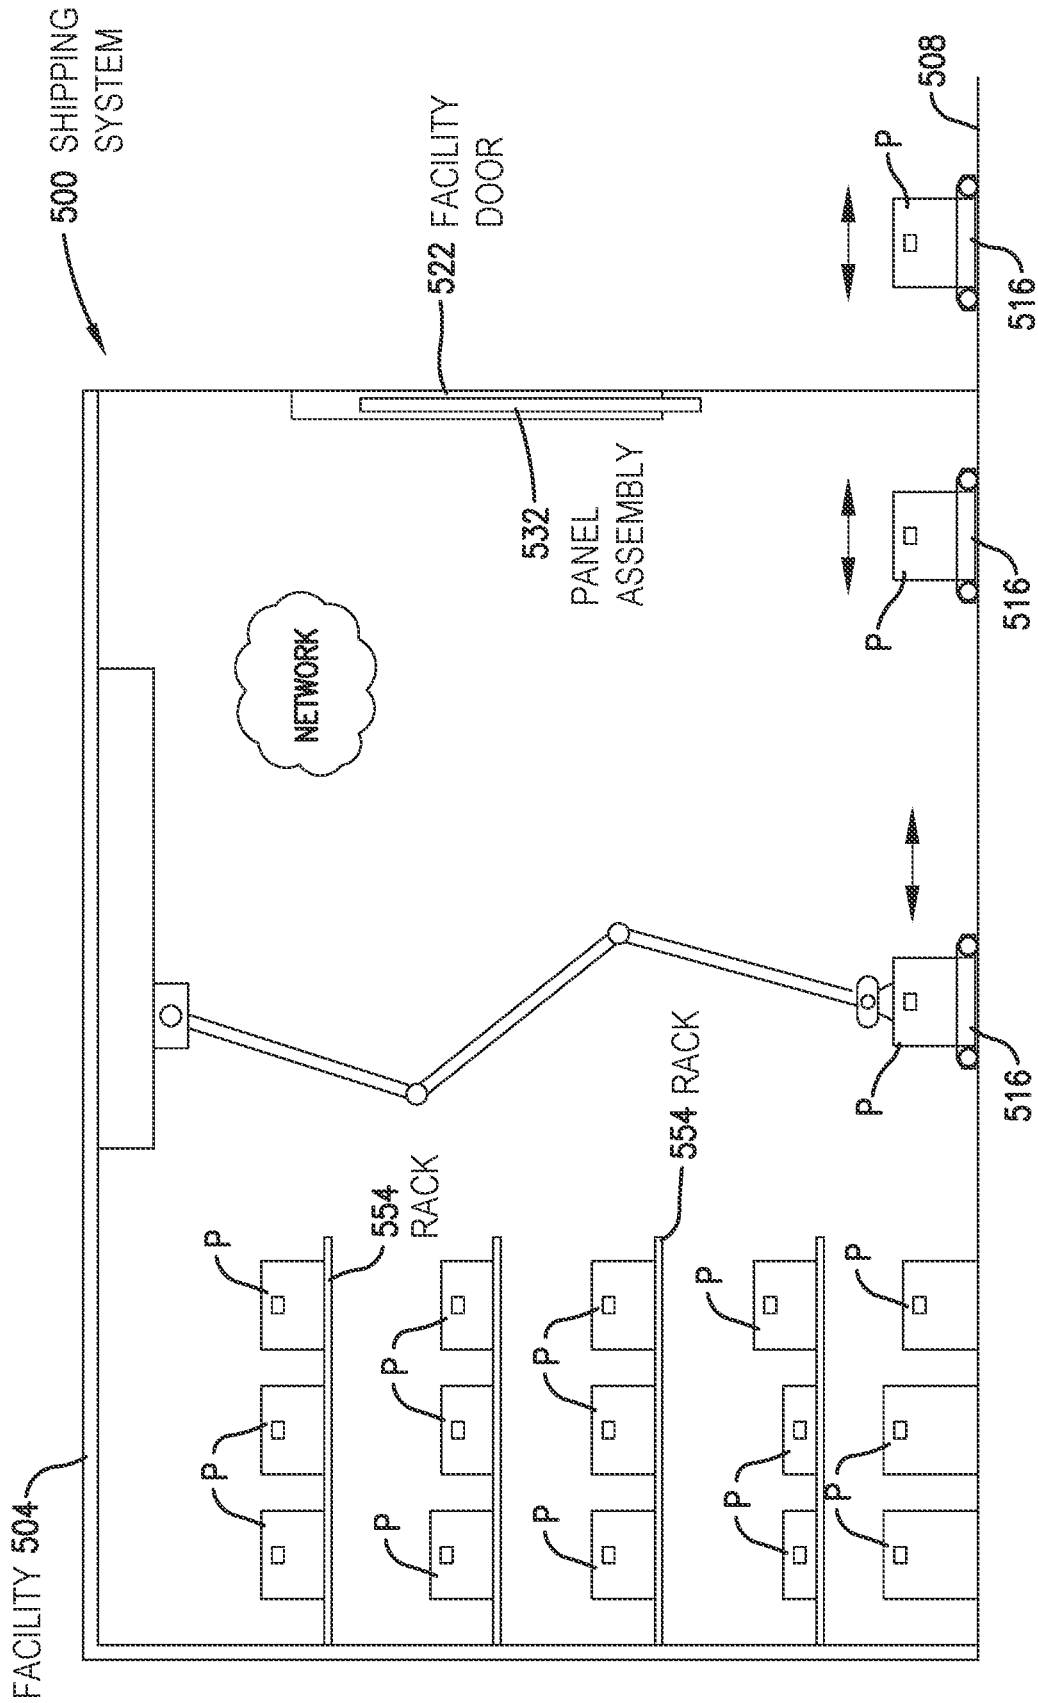 500 SHIPPING
SYSTEM
FACILITY 504
522 FACILITY
DOOR
532
PANEL
ASSEMBLY
NETWORK
508
P
516
P
516
P
516
554
RACK
554 RACK
P
P
P
P
P
P
P
P
P
P